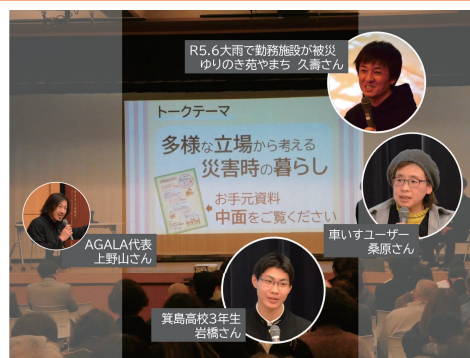 R5.6大雨で勤務施設が被災
ゆりのき苑やまち 久壽さん
トークテーマ
多様な立場から考える
災害時の暮らし
お手元資料
中面をご覧ください
車いすユーザー
桑原さん
AGALA代表
上野山さん
箕島高校3年生
岩橋さん